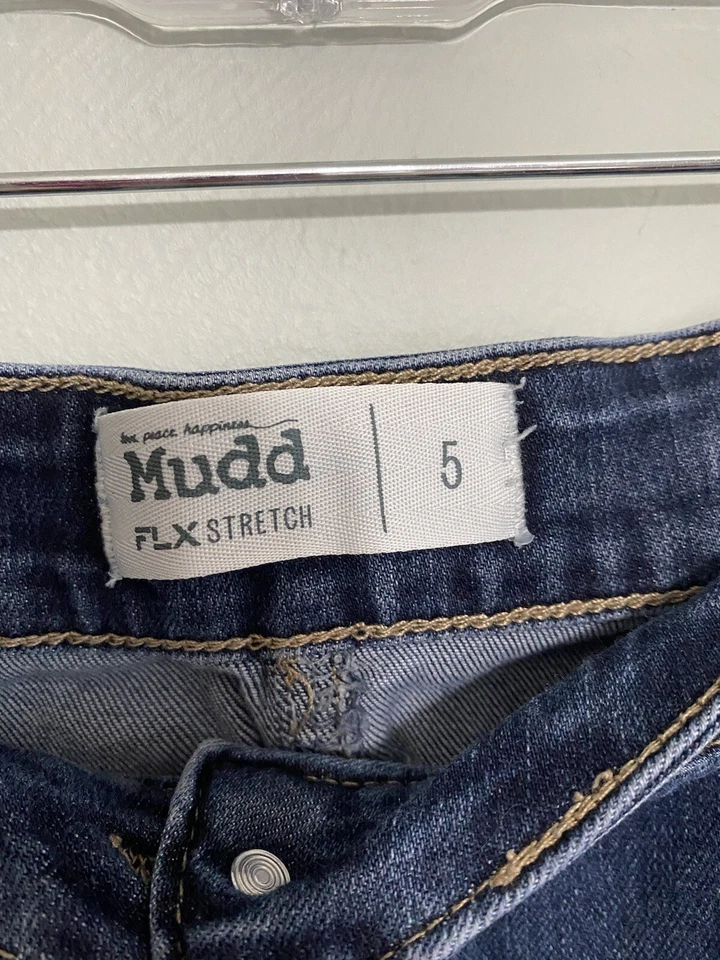 love peace happiness
Mudd
FLX STRETCH
5